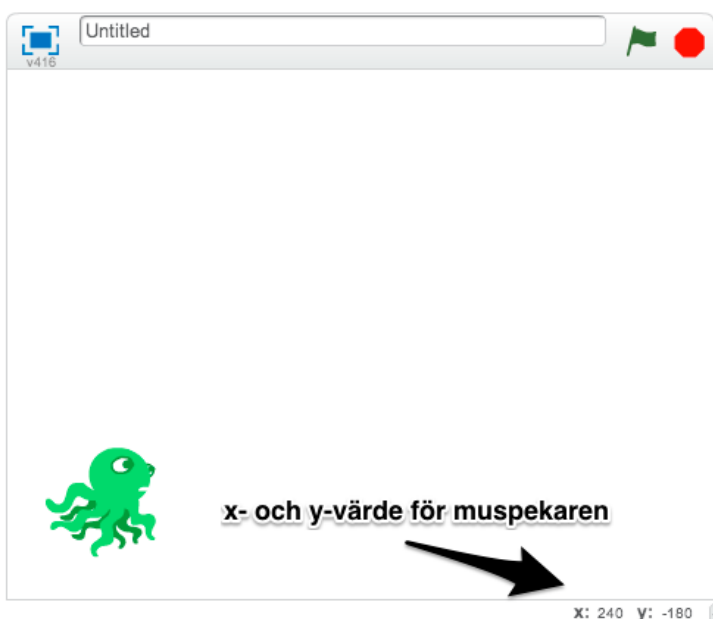 Untitled
v416
x- och y-värde för muspekaren
x: 240 y: -180